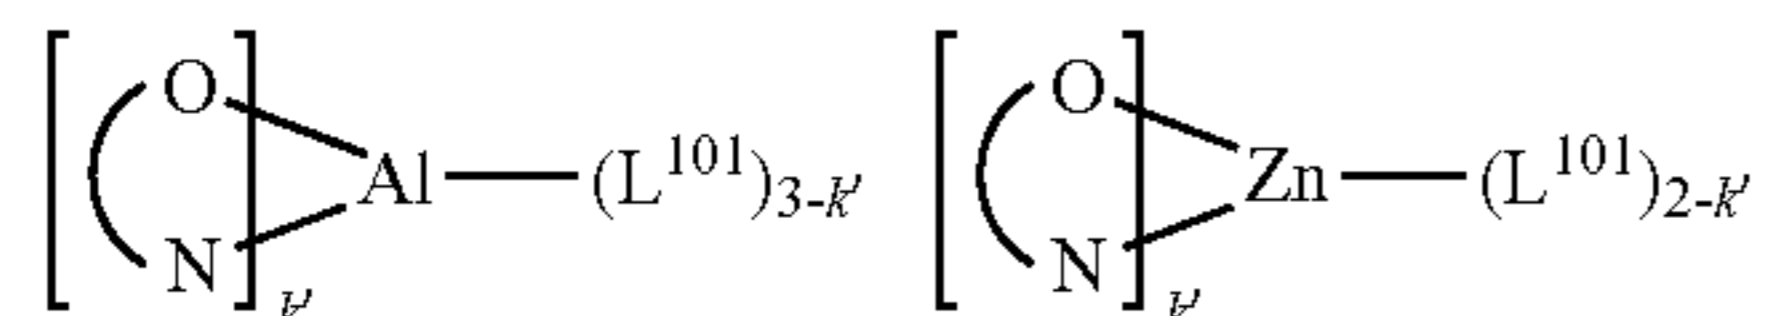 O Al (L101)3-k' N k'
O Zn (L101)2-k' N k'